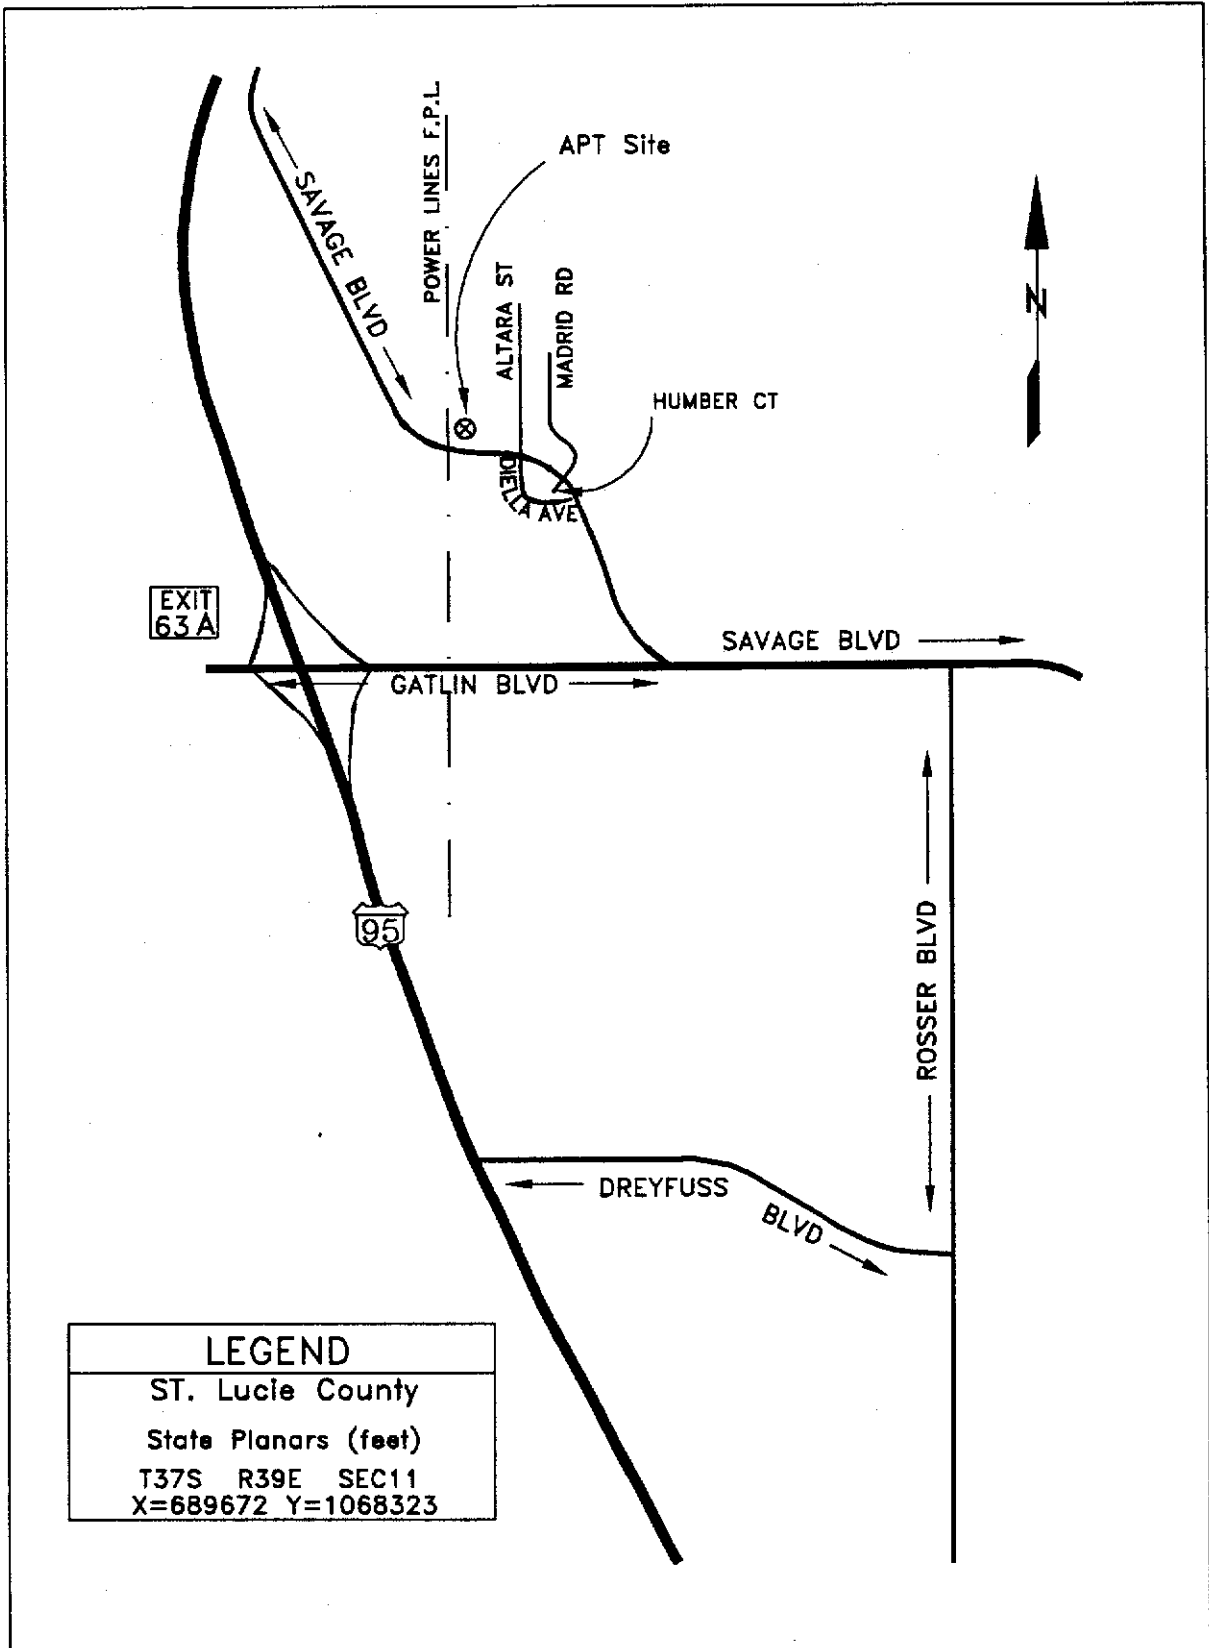 POWER LINES F.P.L.
APT Site
SAVAGE BLVD
ALTARA ST
MADRID RD
N
HUMBER CT
DIELLA AVE
EXIT
63A
SAVAGE BLVD
GATLIN BLVD
95
ROSSER BLVD
DREYFUSS
BLVD
LEGEND
ST. Lucie County
State Planars (feet)
T37S R39E SEC11
X=689672 Y=1068323